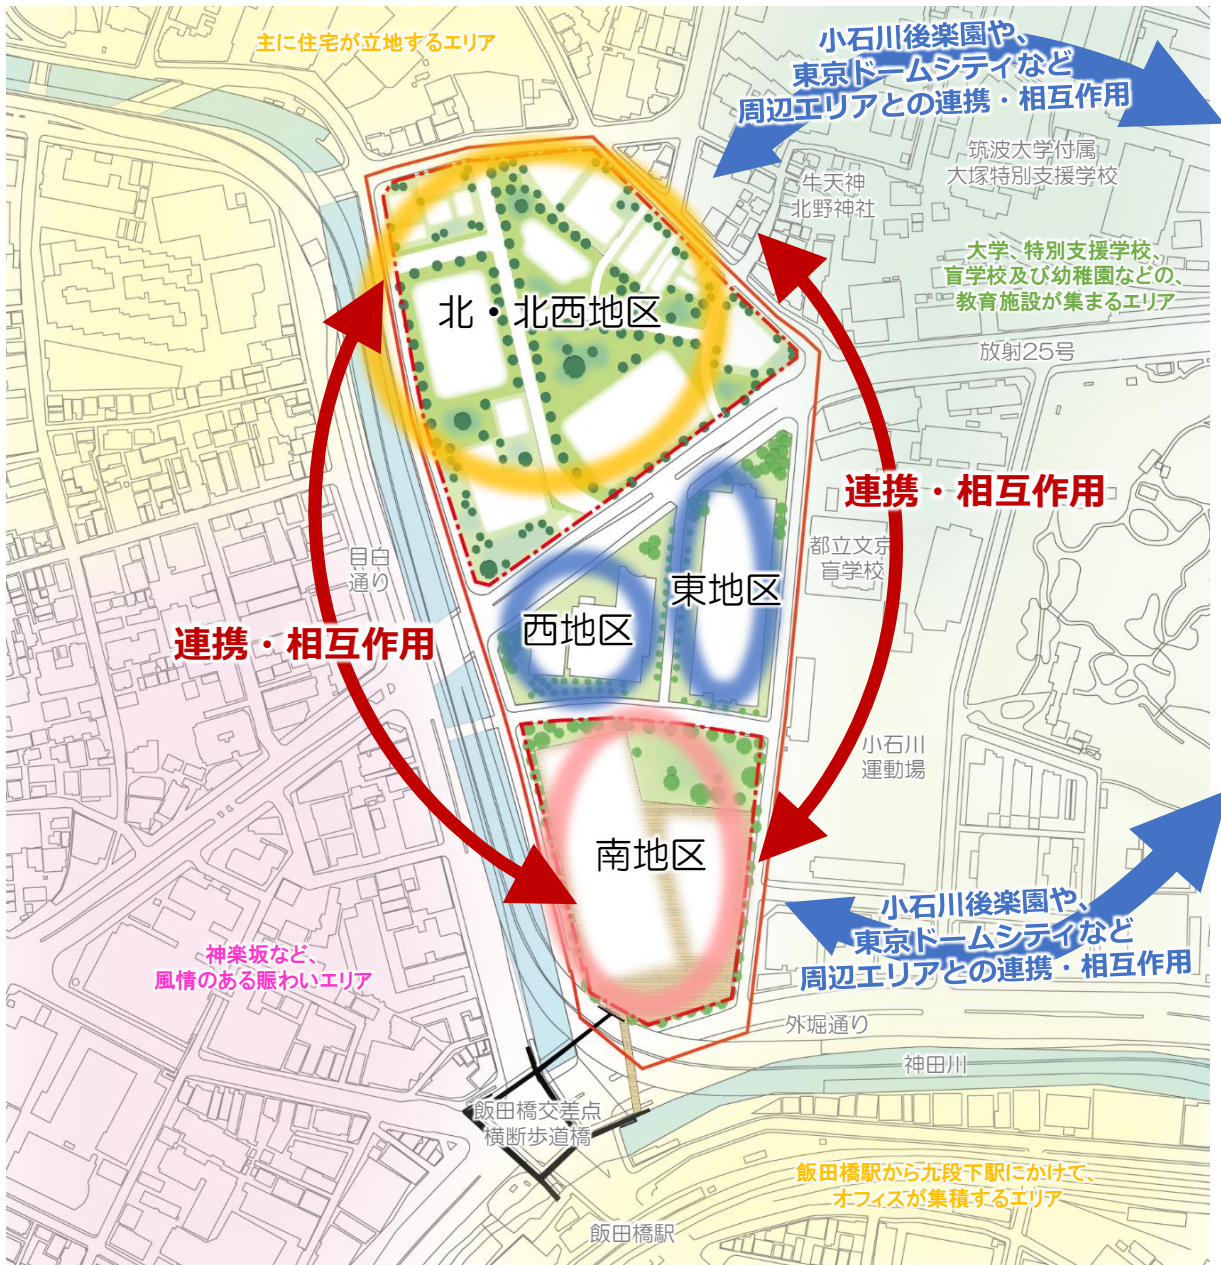 主に住宅が立地するエリア
小石川後楽園や、
東京ドームシティなど
周辺エリアとの連携・相互作用
筑波大学付属
大塚特別支援学校
牛天神
北野神社
大学、特別支援学校、
盲学校及び幼稚園などの、
教育施設が集まるエリア
北・北西地区
放射25号
連携・相互作用
目白
通り
都立文京
盲学校
東地区
西地区
連携・相互作用
小石川
運動場
南地区
小石川後楽園や、
東京ドームシティなど
周辺エリアとの連携・相互作用
神楽坂など、
風情のある賑わいエリア
外堀通り
神田川
飯田橋交差点
横断歩道橋
飯田橋駅から九段下駅にかけて、
オフィスが集積するエリア
飯田橋駅